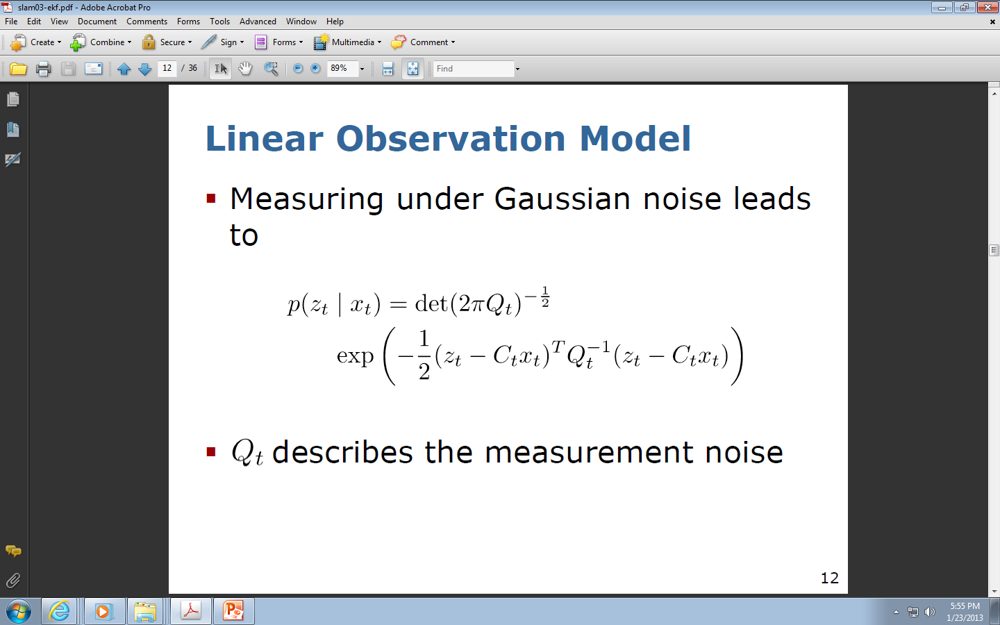 slam03-ekf.pdf - Adobe Acrobat Pro
File Edit View Document Comments Forms Tools Advanced Window Help
Create Combine Secure Sign Forms Multimedia Comment
12 / 36 89% Find
Linear Observation Model
Measuring under Gaussian noise leads
to
p(z_t | x_t) = det(2πQ_t)^{-\frac{1}{2}}
exp(-\frac{1}{2}(z_t − C_t x_t)^T Q_t^{-1}(z_t − C_t x_t))
Q_t describes the measurement noise
12
5:55 PM
1/23/2013